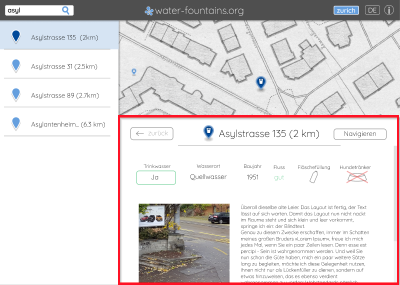 asyl
water-fountains.org
zurich
DE
Asylstrasse 135 (2km)
Asylstrasse 31 (2.5km)
Asylstrasse 89 (2.7km)
Asylantenheim... (6.3 km)
← zurück
Asylstrasse 135 (2 km)
Navigieren
Trinkwasser
Wasserort
Baujahr
Fluss
Fläschefüllung
Hundetränker
Ja
Quellwasser
1951
gut
Überall dieselbe alte Leier. Das Layout ist fertig, der Text
lässt auf sich warten. Damit das Layout nun nicht nackt
im Raume steht und sich klein und leer vorkommt,
springe ich ein: der Blindtext.
Genau zu diesem Zwecke erschaffen, immer im Schatten
meines großen Bruders »Lorem Ipsum«, freue ich mich
jedes Mal, wenn Sie ein paar Zeilen lesen. Denn esse est
percipi - Sein ist wahrgenommen werden. Und weil Sie
nun schon die Güte haben, mich ein paar weitere Sätze
lang zu begleiten, möchte ich diese Gelegenheit nutzen,
Ihnen nicht nur als Lückenfüller zu dienen, sondern auf
etwas hinzuweisen, das es ebenso verdient